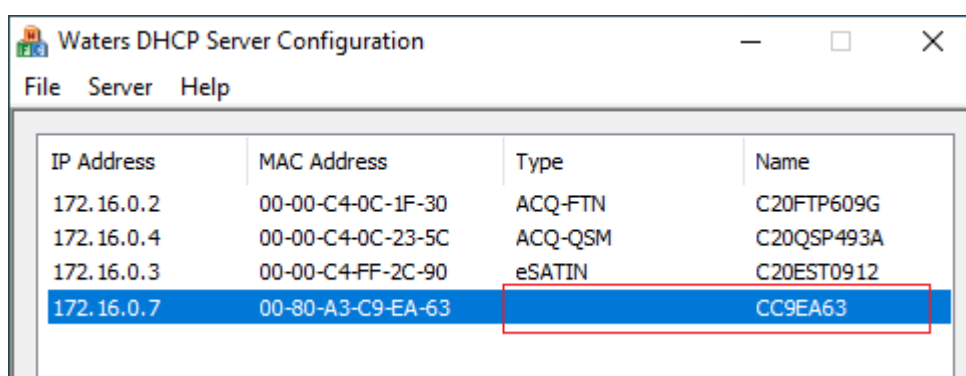 Waters DHCP Server Configuration
File Server Help
IP Address MAC Address Type Name
172.16.0.2 00-00-C4-0C-1F-30 ACQ-FTN C20FTP609G
172.16.0.4 00-00-C4-0C-23-5C ACQ-QSM C20QSP493A
172.16.0.3 00-00-C4-FF-2C-90 eSATIN C20EST0912
172.16.0.7 00-80-A3-C9-EA-63 CC9EA63